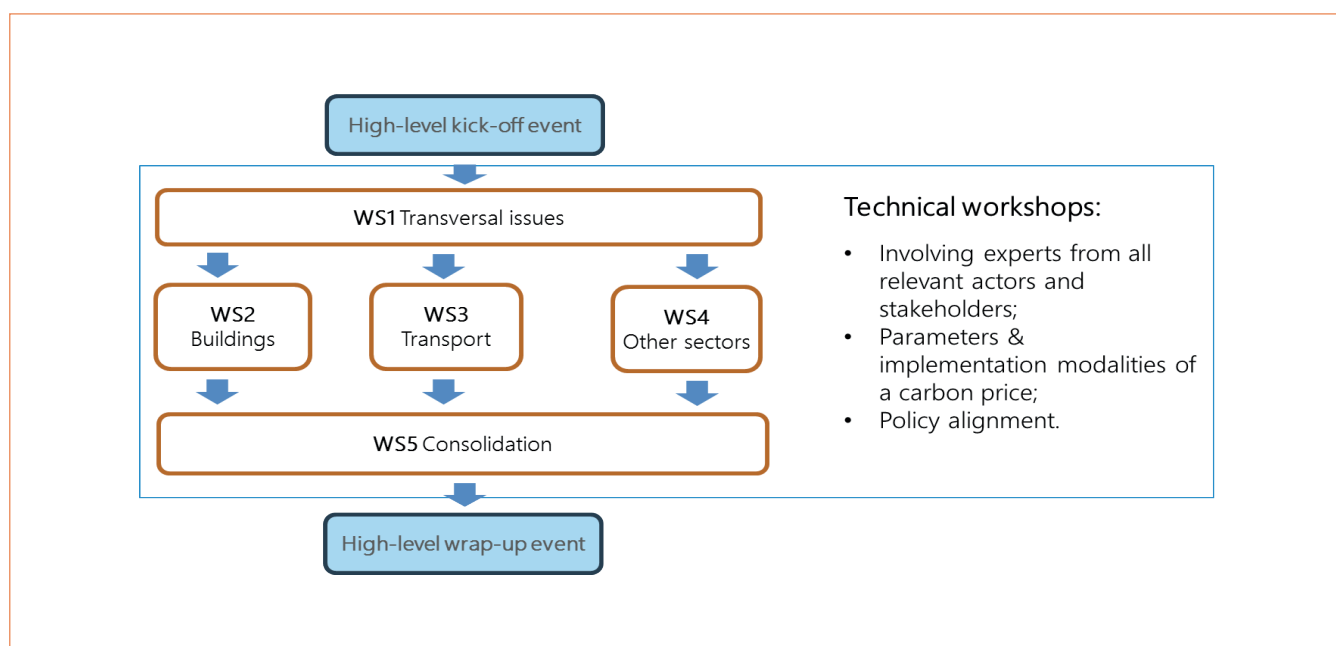 High-level kick-off event
WS1 Transversal issues
WS2
Buildings
WS3
Transport
WS4
Other sectors
WS5 Consolidation
High-level wrap-up event
Technical workshops:
• Involving experts from all
relevant actors and
stakeholders;
• Parameters &
implementation modalities of
a carbon price;
• Policy alignment.